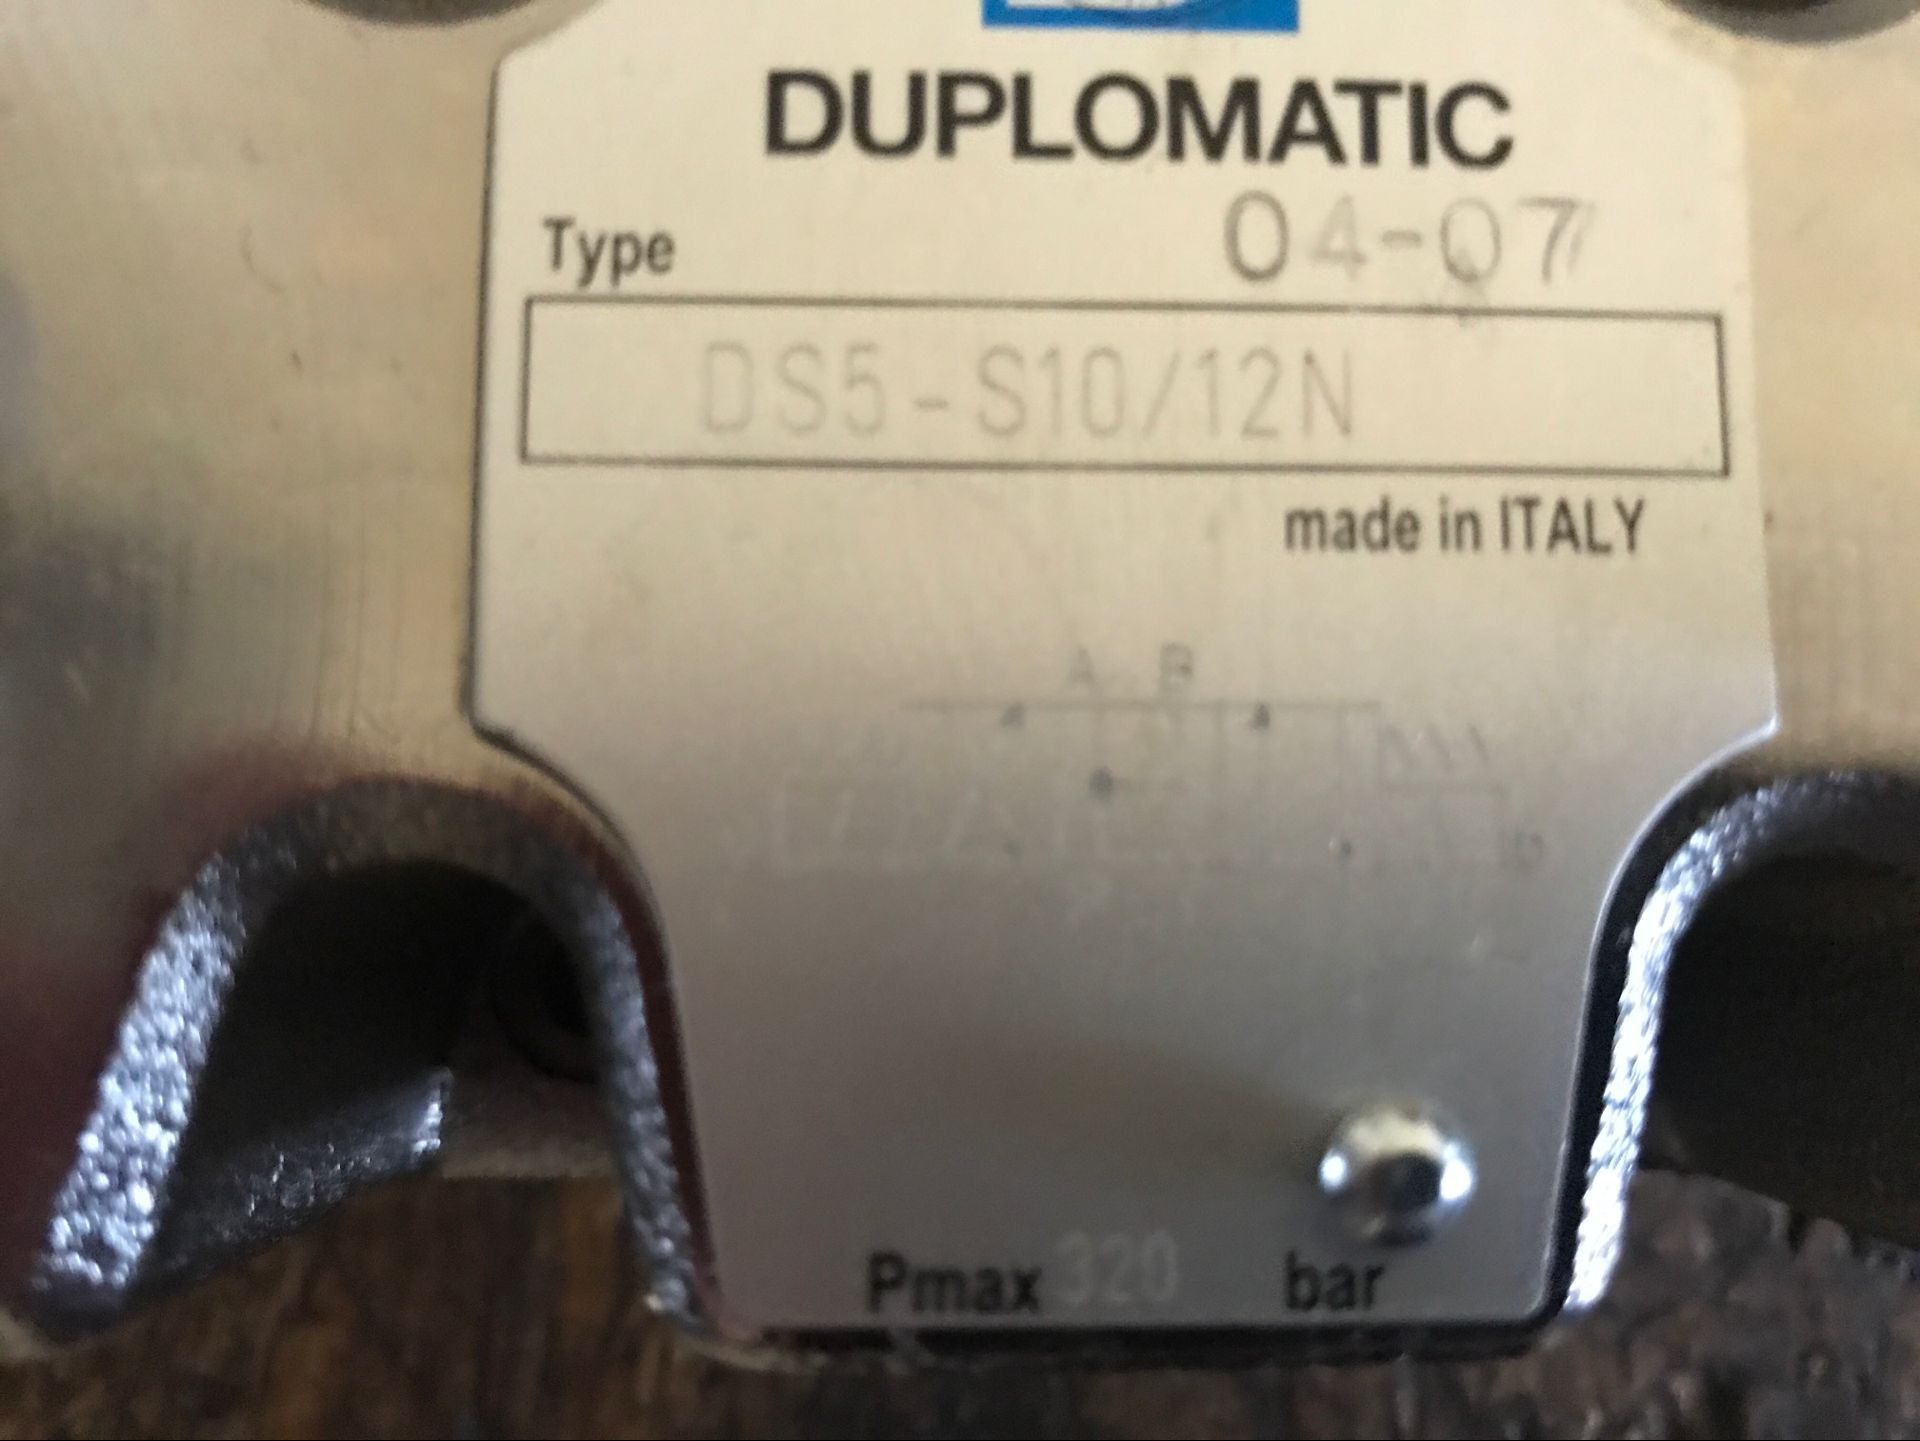 DUPLOMATIC
Type 04-07
DS5-S10/12N
made in ITALY
A B
b
Pmax 320 bar